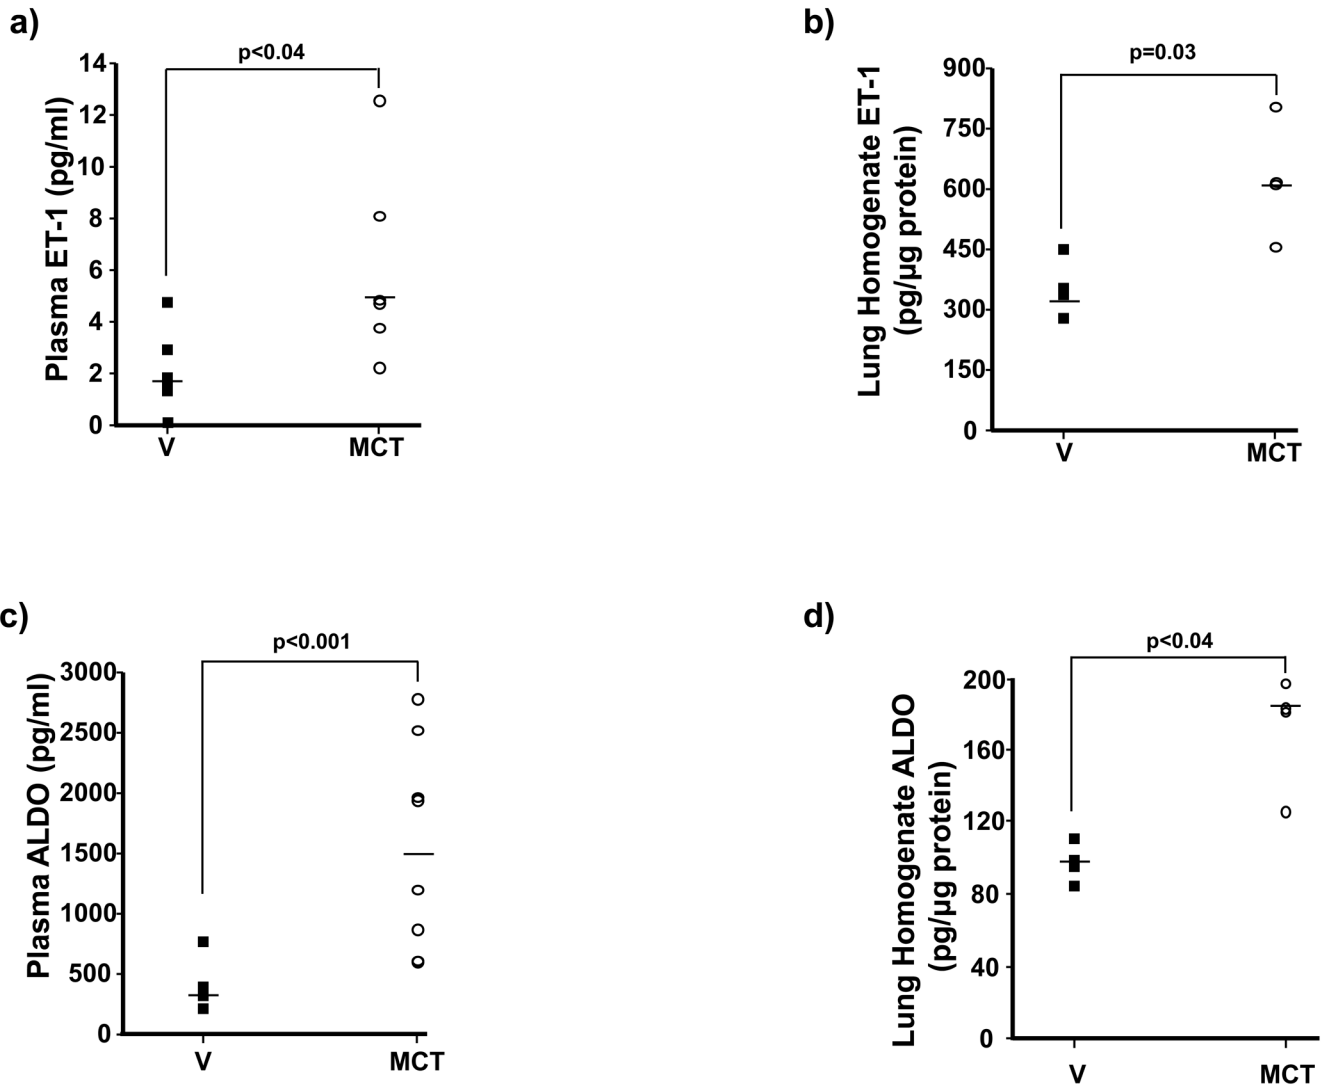 a)
p<0.04
Plasma ET-1 (pg/ml)
14
12
10
8
6
4
2
0
V MCT
b)
p=0.03
Lung Homogenate ET-1
(pg/µg protein)
900
750
600
450
300
150
0
V MCT
c)
p<0.001
Plasma ALDO (pg/ml)
3000
2500
2000
1500
1000
500
0
V MCT
d)
p<0.04
Lung Homogenate ALDO
(pg/µg protein)
200
160
120
80
40
0
V MCT